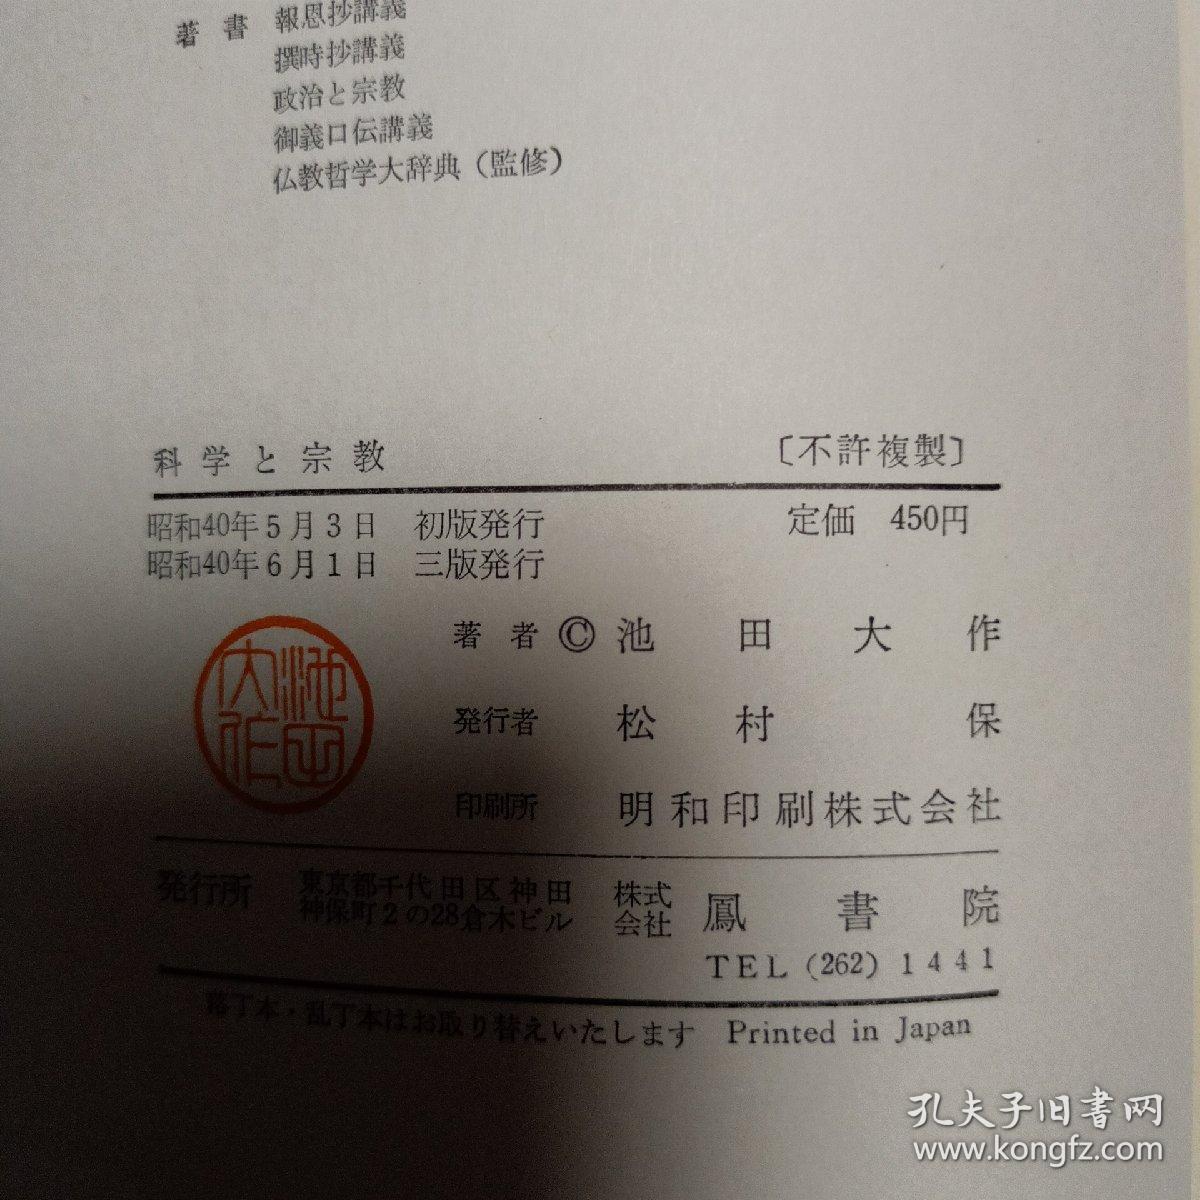 著書 報恩抄講義
撰時抄講義
政治と宗教
御義口伝講義
仏教哲学大辞典（監修）
科学と宗教 〔不許複製〕
昭和40年5月3日 初版発行 定価 450円
昭和40年6月1日 三版発行
著者 © 池田大作
池田大作
発行者 松村保
印刷所 明和印刷株式会社
発行所 東京都千代田区神田神保町2の28倉木ビル 株式会社 鳳書院
TEL (262) 1441
落丁本・乱丁本はお取り替えいたします Printed in Japan
孔夫子旧书网
www.kongfz.com